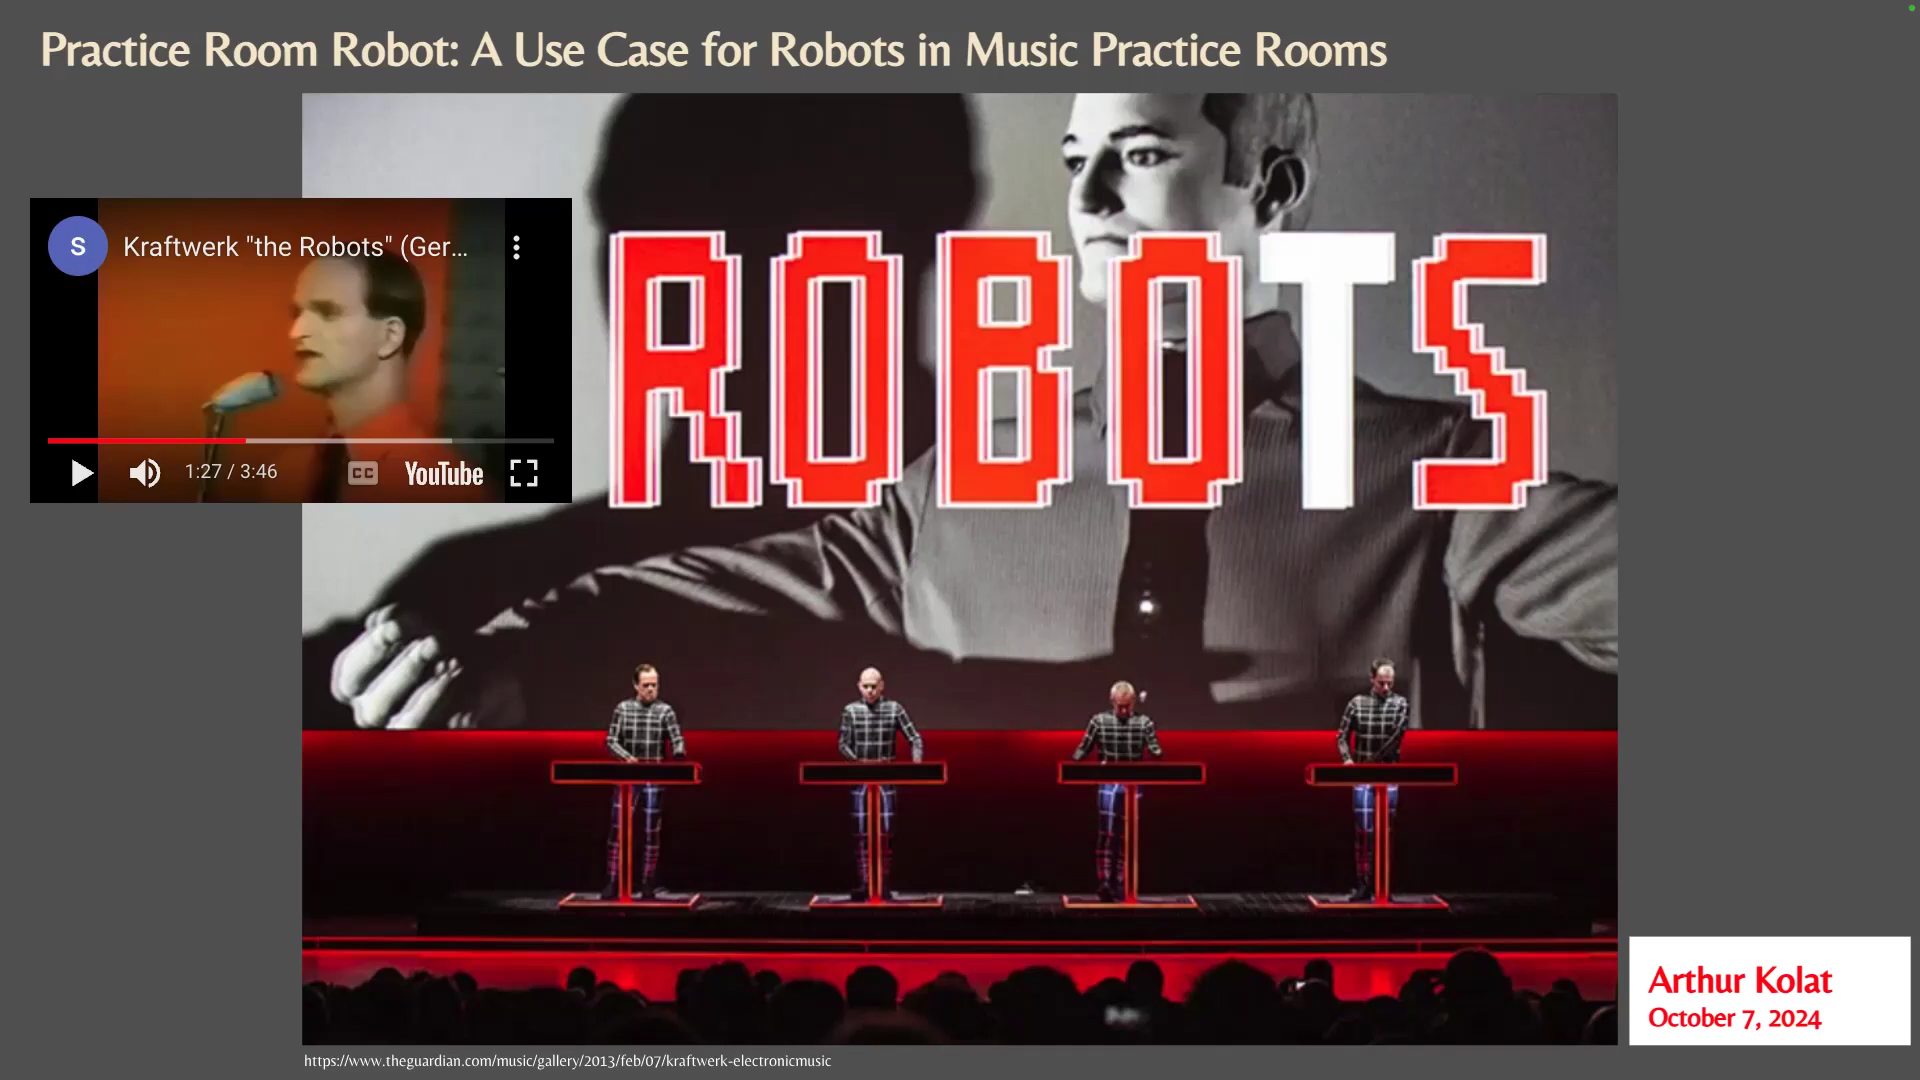 Practice Room Robot: A Use Case for Robots in Music Practice Rooms
S
Kraftwerk "the Robots" (Ger...
ROBOTS
1:27 / 3:46
CC
YouTube
Arthur Kolat
October 7, 2024
https://www.theguardian.com/music/gallery/2013/feb/07/kraftwerk-electronicmusic